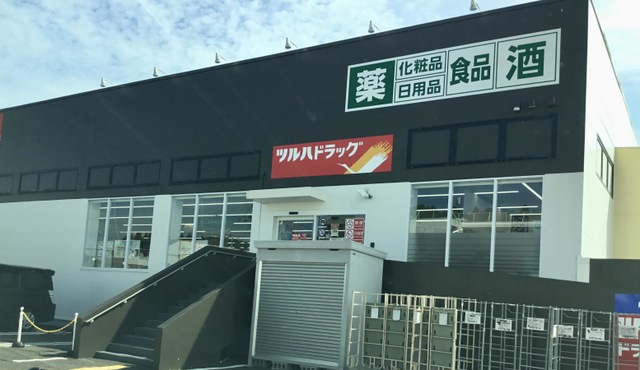 薬
化粧品
日用品
食品
酒
ツルハドラッグ